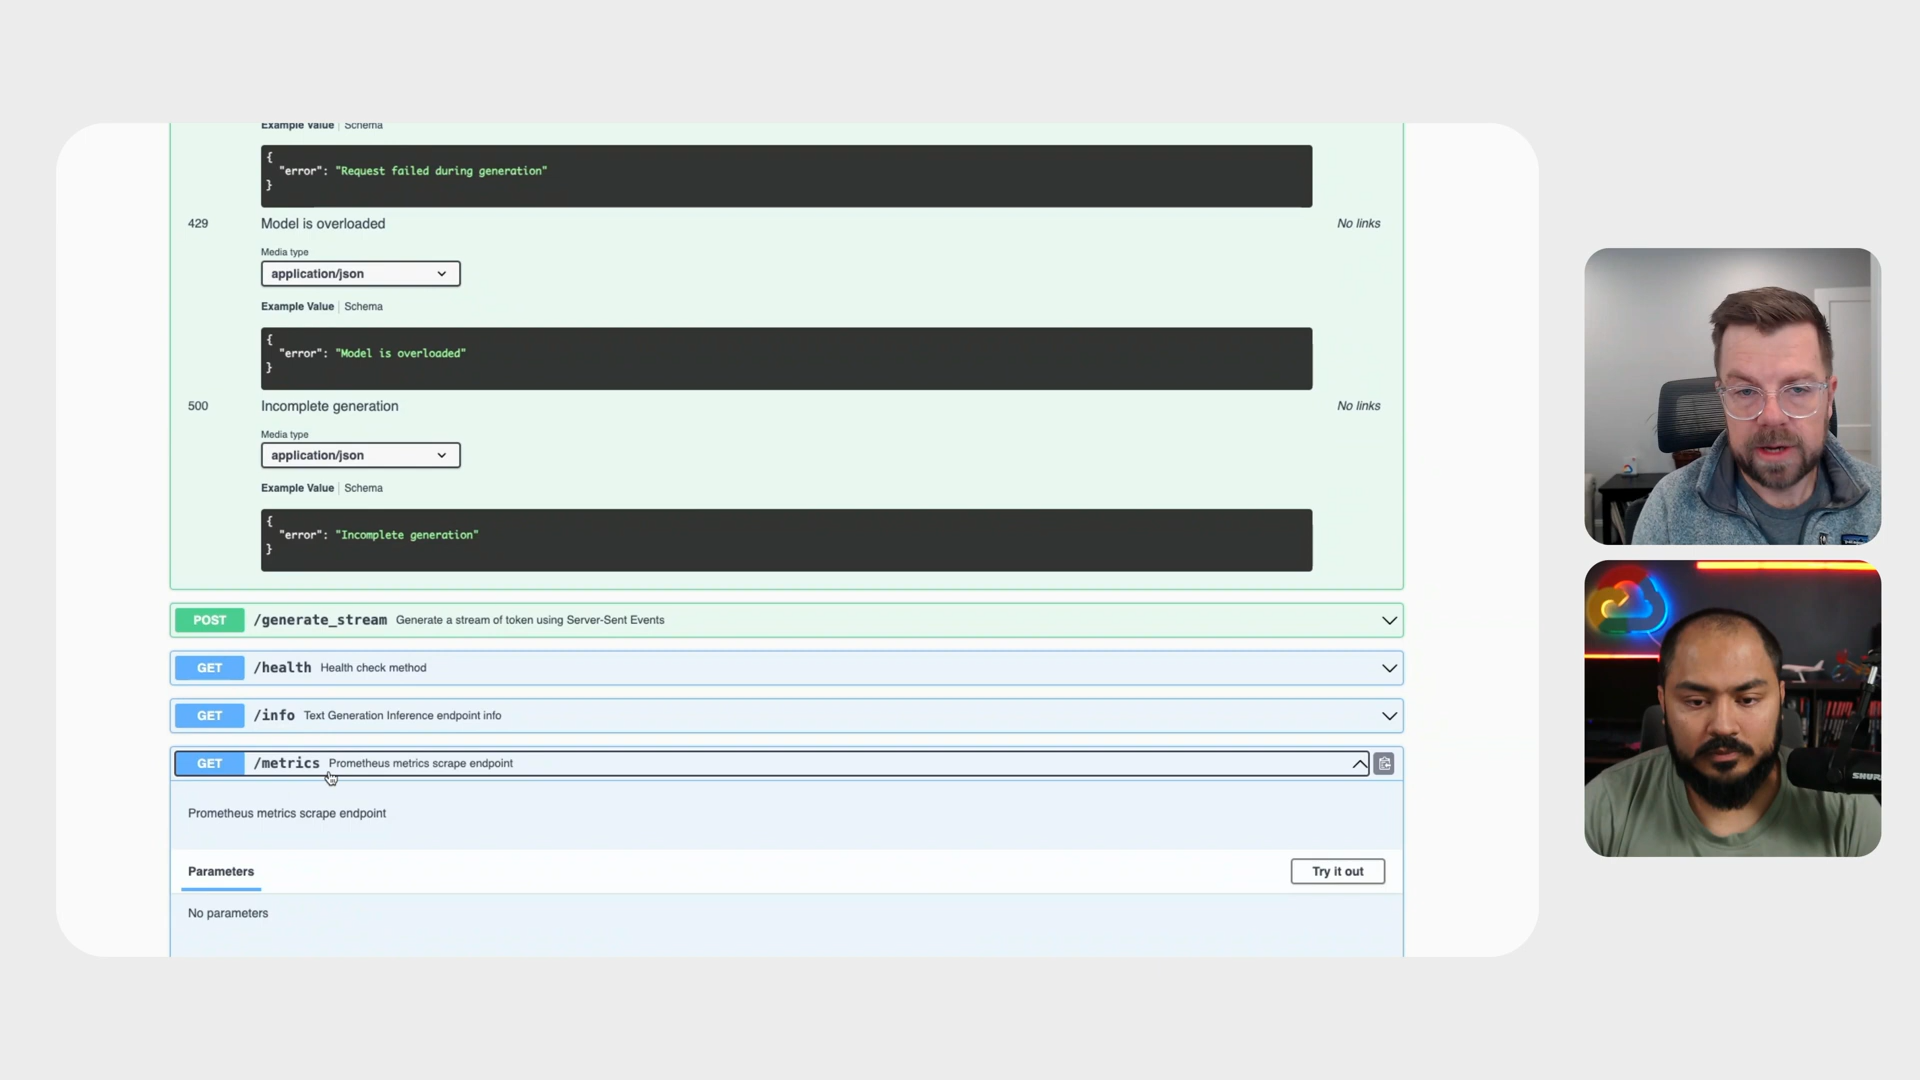 Example Value Schema
{
"error": "Request failed during generation"
}
429 Model is overloaded No links
Media type
application/json
Example Value Schema
{
"error": "Model is overloaded"
}
500 Incomplete generation No links
Media type
application/json
Example Value Schema
{
"error": "Incomplete generation"
}
POST /generate_stream Generate a stream of token using Server-Sent Events
GET /health Health check method
GET /info Text Generation Inference endpoint info
GET /metrics Prometheus metrics scrape endpoint
Prometheus metrics scrape endpoint
Parameters Try it out
No parameters
SHURE